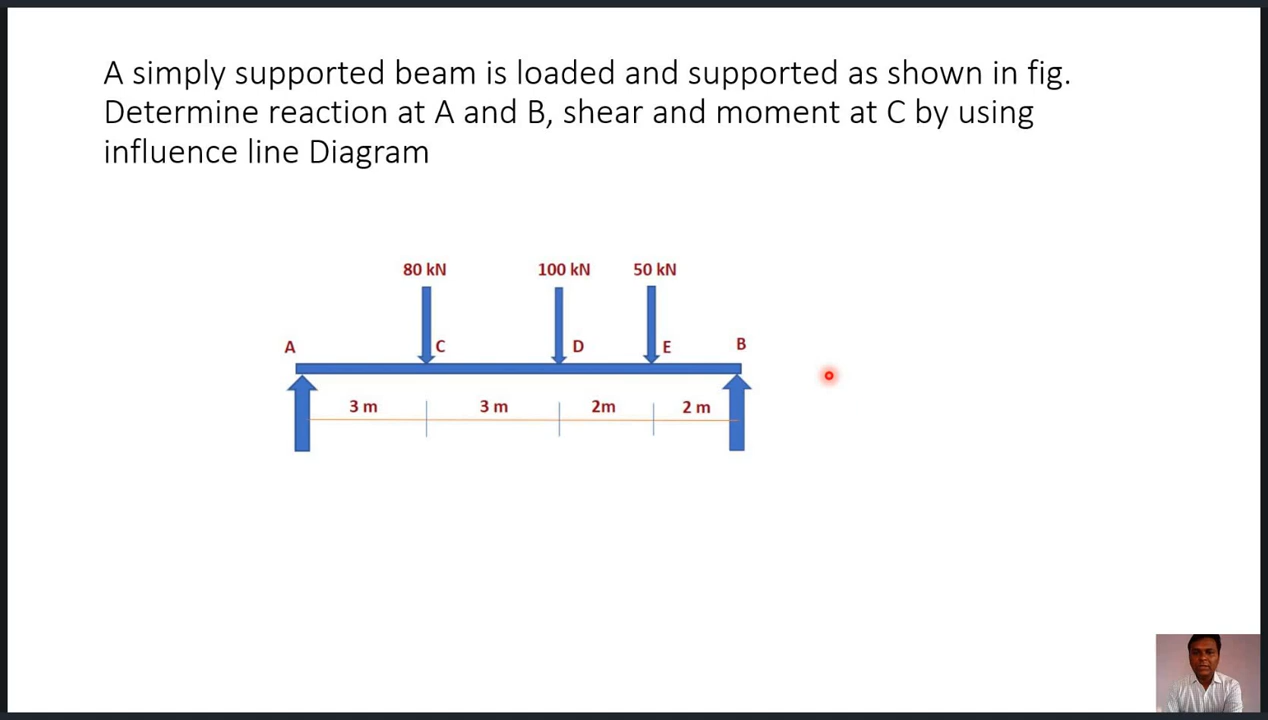 A simply supported beam is loaded and supported as shown in fig.
Determine reaction at A and B, shear and moment at C by using
influence line Diagram
80 kN 100 kN 50 kN
A C D E B
3 m 3 m 2m 2 m